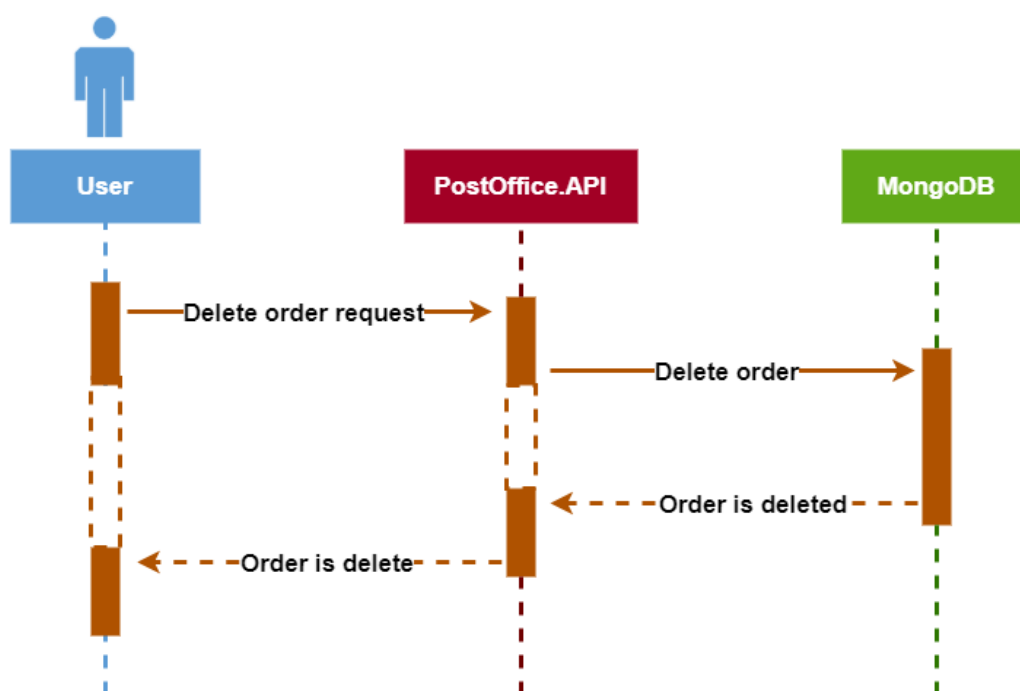 User
PostOffice.API
MongoDB
Delete order request
Delete order
Order is deleted
Order is delete